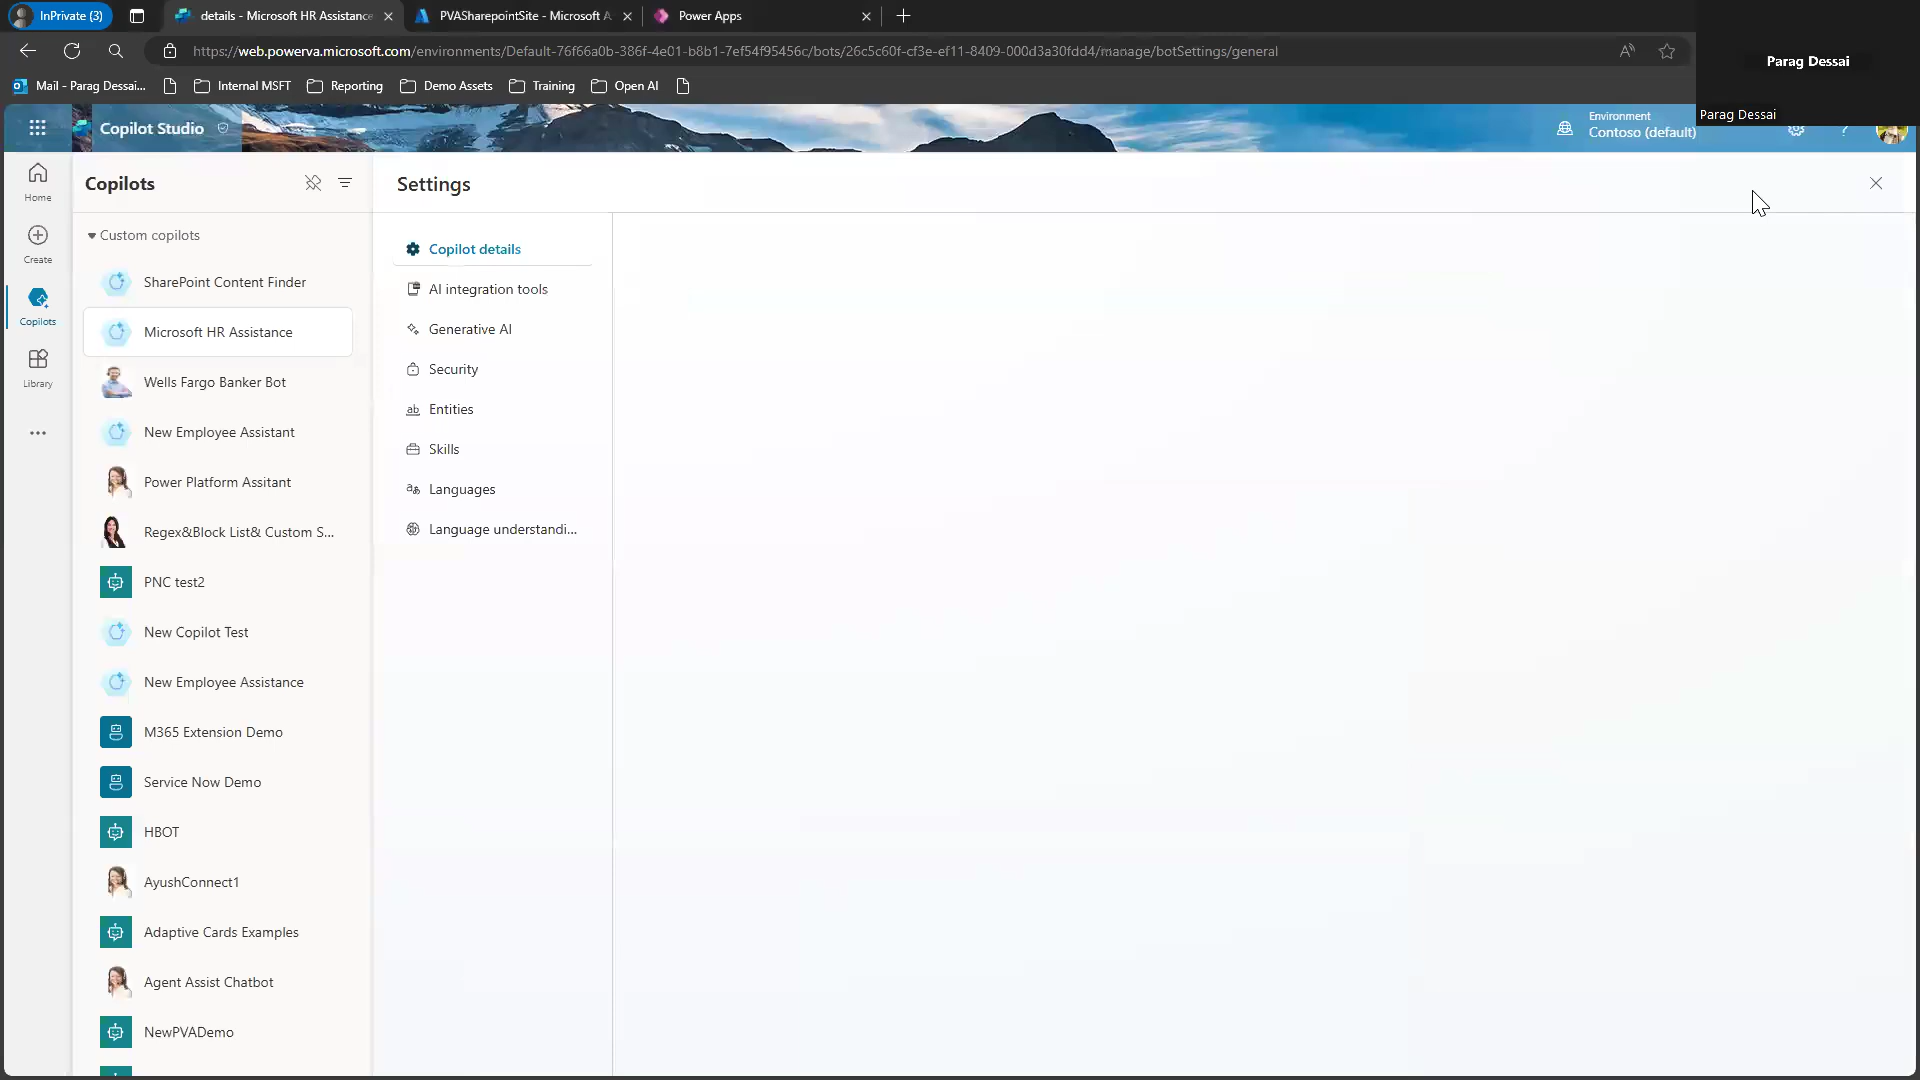 InPrivate (3)
details - Microsoft HR Assistance
PVASharepointSite - Microsoft A
Power Apps
https://web.powerva.microsoft.com/environments/Default-76f66a0b-386f-4e01-b8b1-7ef54f95456c/bots/26c5c60f-cf3e-ef11-8409-000d3a30fdd4/manage/botSettings/general
Parag Dessai
Mail - Parag Dessai...
Internal MSFT
Reporting
Demo Assets
Training
Open AI
Parag Dessai
Copilot Studio
Environment
Contoso (default)
Home
Create
Copilots
Library
Copilots
Custom copilots
SharePoint Content Finder
Microsoft HR Assistance
Wells Fargo Banker Bot
New Employee Assistant
Power Platform Assitant
Regex&Block List& Custom S...
PNC test2
New Copilot Test
New Employee Assistance
M365 Extension Demo
Service Now Demo
HBOT
AyushConnect1
Adaptive Cards Examples
Agent Assist Chatbot
NewPVADemo
Settings
Copilot details
AI integration tools
Generative AI
Security
Entities
Skills
Languages
Language understandi...